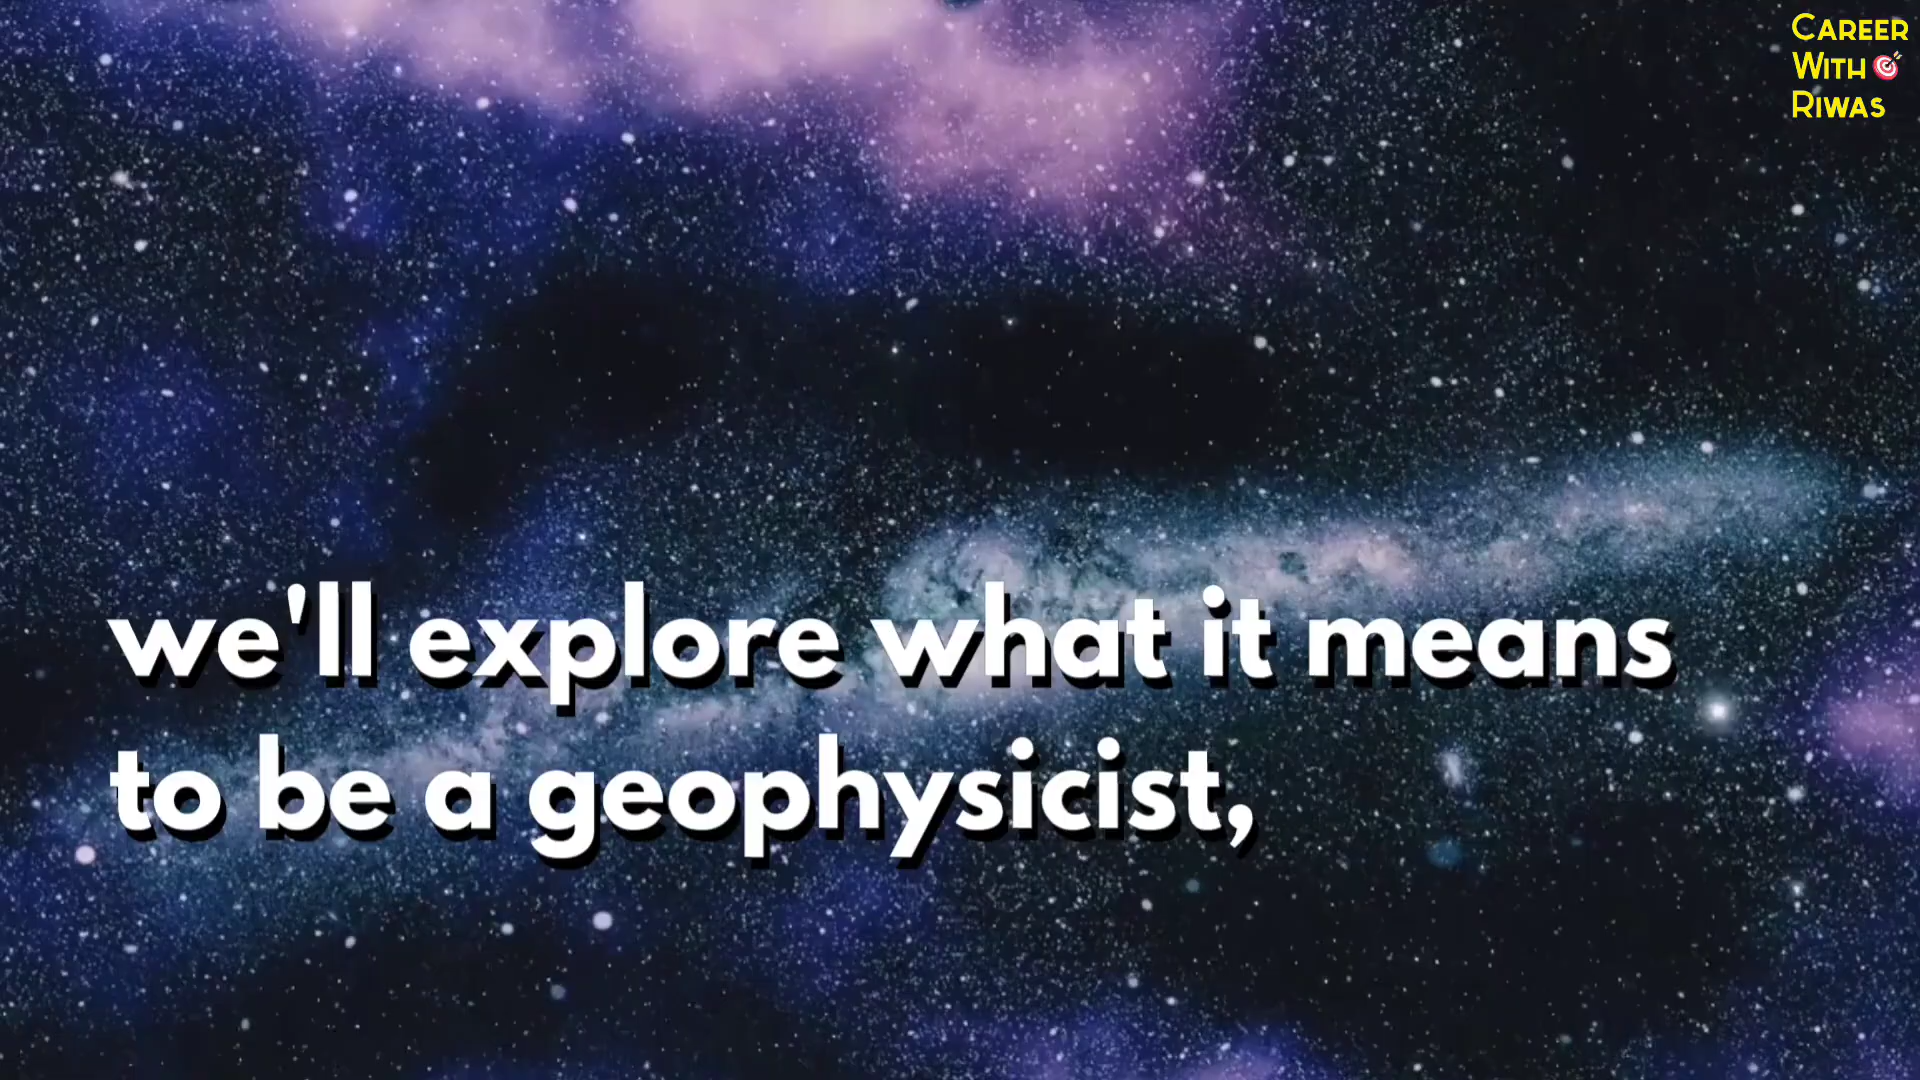 Career
With
Riwas
we'll explore what it means
to be a geophysicist,